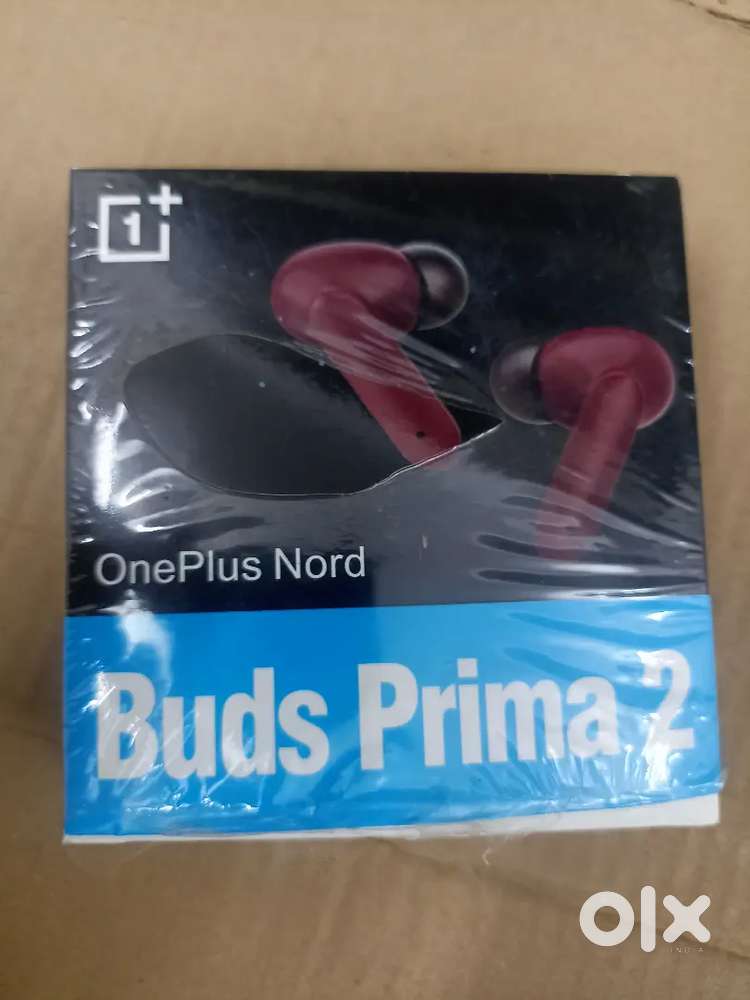 1+
OnePlus Nord
Buds Prima 2
olx
INDIA